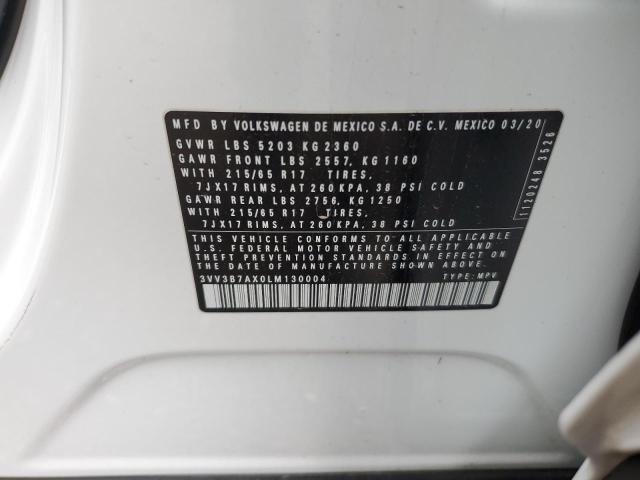 MFD BY VOLKSWAGEN DE MEXICO S.A. DE C.V. MEXICO 03/20
GVWR LBS 5203 KG 2360
GAWR FRONT LBS 2557, KG 1160
WITH 215/65 R17 TIRES,
7JX17 RIMS, AT 260 KPA, 38 PSI COLD
GAWR REAR LBS 2756, KG 1250
WITH 215/65 R17 TIRES,
7JX17 RIMS, AT 260 KPA, 38 PSI COLD
THIS VEHICLE CONFORMS TO ALL APPLICABLE
U.S. FEDERAL MOTOR VEHICLE SAFETY AND
THEFT PREVENTION STANDARDS IN EFFECT ON
THE DATE OF MANUFACTURE SHOWN ABOVE
3VV3B7AX0LM130004 TYPE: MPV
1120248 3526